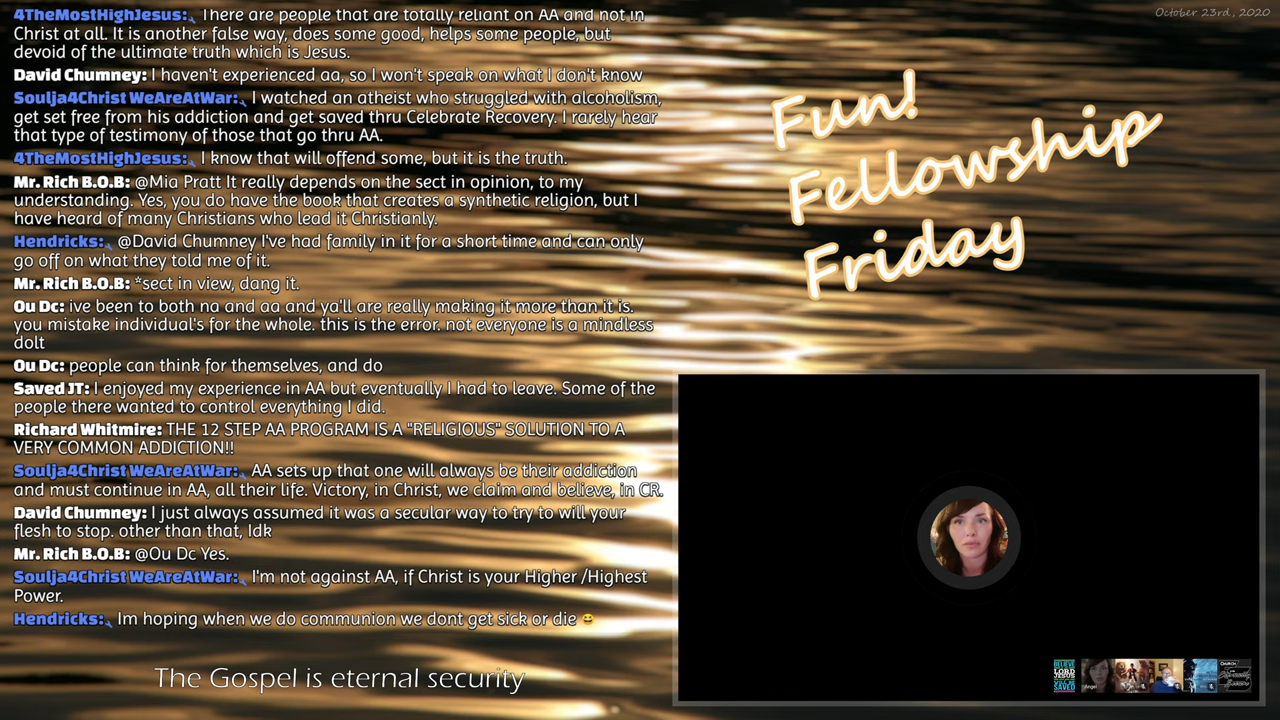 October 23rd, 2020
4TheMostHighJesus: There are people that are totally reliant on AA and not in
Christ at all. It is another false way, does some good, helps some people, but
devoid of the ultimate truth which is Jesus.
David Chumney: I haven't experienced aa, so I won't speak on what I don't know
Soulja4Christ WeAreAtWar: I watched an atheist who struggled with alcoholism,
get set free from his addiction and get saved thru Celebrate Recovery. I rarely hear
that type of testimony of those that go thru AA.
4TheMostHighJesus: I know that will offend some, but it is the truth.
Mr. Rich B.O.B: @Mia Pratt It really depends on the sect in opinion, to my
understanding. Yes, you do have the book that creates a synthetic religion, but I
have heard of many Christians who lead it Christianly.
Hendricks: @David Chumney I've had family in it for a short time and can only
go off on what they told me of it.
Mr. Rich B.O.B: *sect in view, dang it.
Ou Dc: ive been to both na and aa and ya'll are really making it more than it is.
you mistake individual's for the whole. this is the error. not everyone is a mindless
dolt
Ou Dc: people can think for themselves, and do
Saved JT: I enjoyed my experience in AA but eventually I had to leave. Some of the
people there wanted to control everything I did.
Richard Whitmire: THE 12 STEP AA PROGRAM IS A "RELIGIOUS" SOLUTION TO A
VERY COMMON ADDICTION!!
Soulja4Christ WeAreAtWar: AA sets up that one will always be their addiction
and must continue in AA, all their life. Victory, in Christ, we claim and believe, in CR.
David Chumney: I just always assumed it was a secular way to try to will your
flesh to stop. other than that, Idk
Mr. Rich B.O.B: @Ou Dc Yes.
Soulja4Christ WeAreAtWar: I'm not against AA, if Christ is your Higher /Highest
Power.
Hendricks: Im hoping when we do communion we dont get sick or die 😄
The Gospel is eternal security
Fun!
Fellowship
Friday
BELIEVE
LORD
JESUS
SAVED
Angel
CHURCH